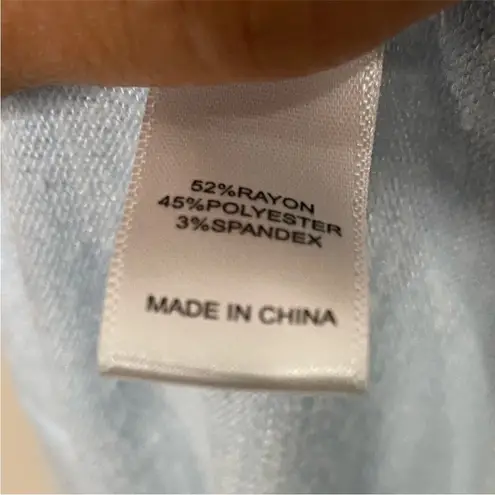 52%RAYON
45%POLYESTER
3%SPANDEX
MADE IN CHINA